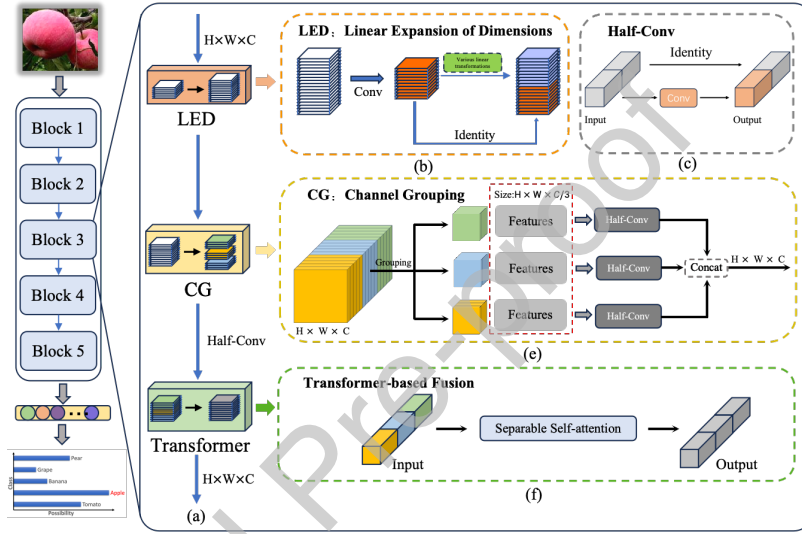 Block 1
Block 2
Block 3
Block 4
Block 5
Class
Pear
Grape
Banana
Apple
Tomato
Possibility
H×W×C
LED
CG
Half-Conv
Transformer
H×W×C
(a)
LED：Linear Expansion of Dimensions
Conv
Various linear
transformations
Identity
(b)
Half-Conv
Identity
Conv
Input
Output
(c)
CG：Channel Grouping
H × W × C
Grouping
Size:H × W × C/3
Features
Features
Features
Half-Conv
Half-Conv
Half-Conv
Concat
H × W × C
(e)
Transformer-based Fusion
Input
Separable Self-attention
Output
(f)
Pre-proof